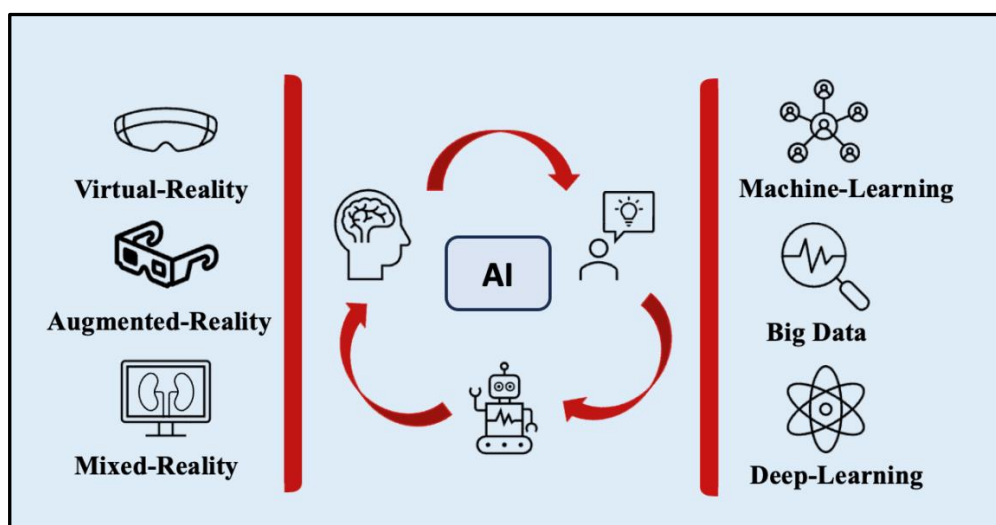 Virtual-Reality
Augmented-Reality
Mixed-Reality
AI
Machine-Learning
Big Data
Deep-Learning